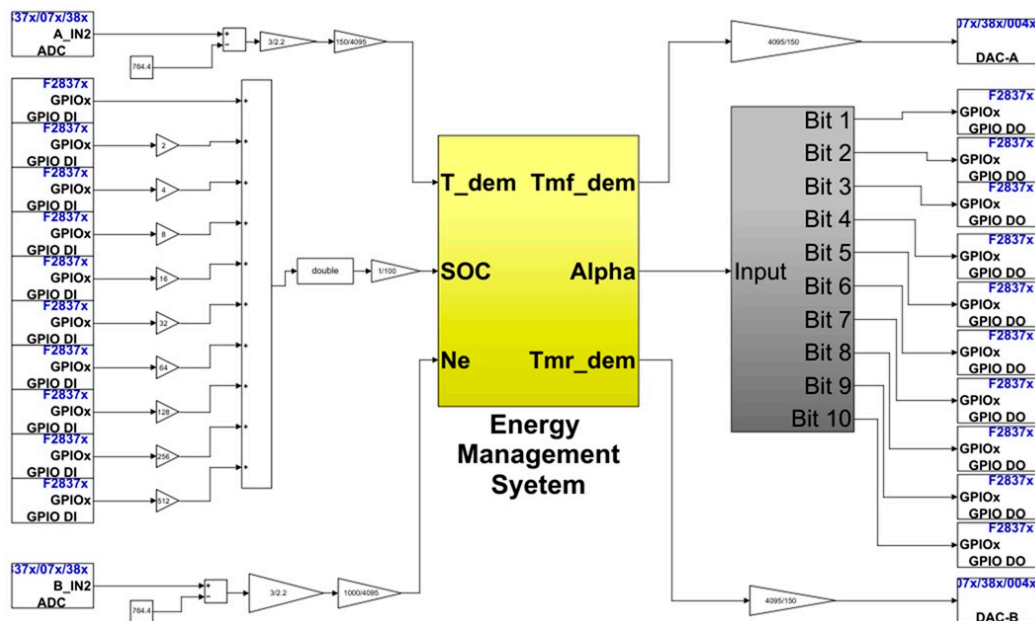 37x/07x/38x
A_IN2
ADC
764.4
3/2.2
150/4095
F2837x
GPIOx
GPIO DI
F2837x
GPIOx
GPIO DI
2
F2837x
GPIOx
GPIO DI
4
F2837x
GPIOx
GPIO DI
8
F2837x
GPIOx
GPIO DI
16
F2837x
GPIOx
GPIO DI
32
F2837x
GPIOx
GPIO DI
64
F2837x
GPIOx
GPIO DI
128
F2837x
GPIOx
GPIO DI
256
F2837x
GPIOx
GPIO DI
512
double
1/100
37x/07x/38x
B_IN2
ADC
764.4
3/2.2
1000/4095
T_dem
SOC
Ne
Tmf_dem
Alpha
Tmr_dem
Energy
Management
Syetem
4095/150
07x/38x/004x
DAC-A
Input
Bit 1
Bit 2
Bit 3
Bit 4
Bit 5
Bit 6
Bit 7
Bit 8
Bit 9
Bit 10
F2837x
GPIOx
GPIO DO
F2837x
GPIOx
GPIO DO
F2837x
GPIOx
GPIO DO
F2837x
GPIOx
GPIO DO
F2837x
GPIOx
GPIO DO
F2837x
GPIOx
GPIO DO
F2837x
GPIOx
GPIO DO
F2837x
GPIOx
GPIO DO
F2837x
GPIOx
GPIO DO
F2837x
GPIOx
GPIO DO
4095/150
07x/38x/004x
DAC-B